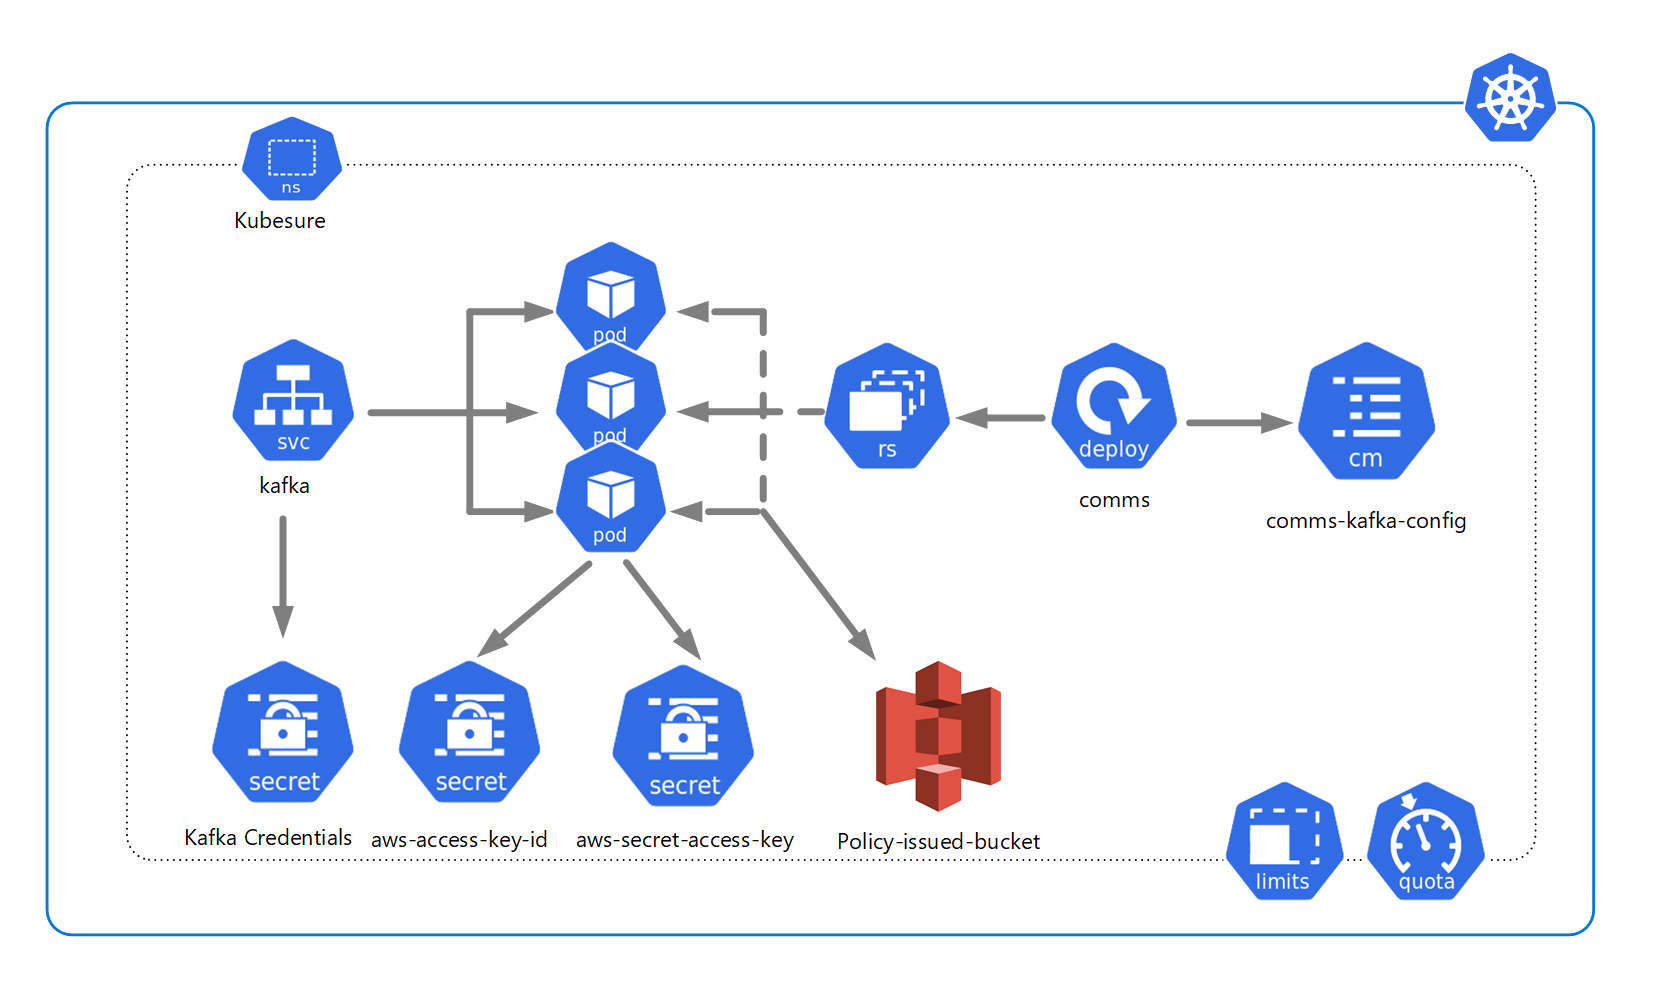 ns
Kubesure
pod
pod
pod
svc
kafka
rs
deploy
comms
cm
comms-kafka-config
secret
Kafka Credentials
secret
aws-access-key-id
secret
aws-secret-access-key
Policy-issued-bucket
limits
quota